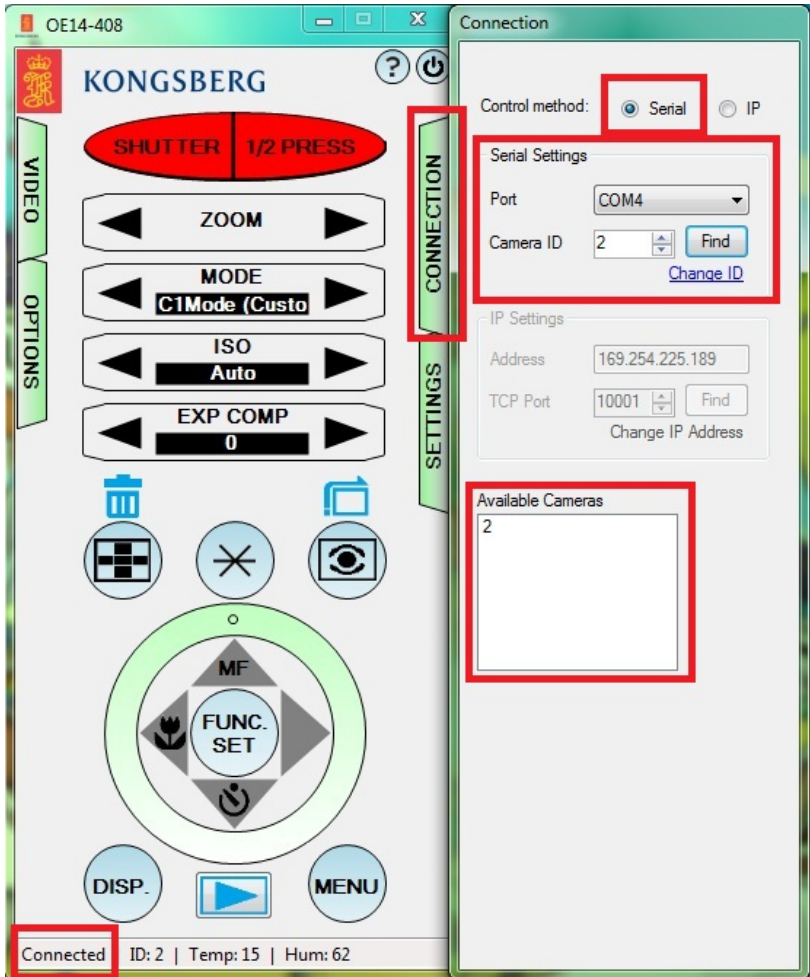 OE14-408
KONGSBERG
?
SHUTTER 1/2 PRESS
VIDEO
OPTIONS
CONNECTION
SETTINGS
ZOOM
MODE
C1Mode (Custo
ISO
Auto
EXP COMP
0
MF
FUNC.
SET
DISP.
MENU
Connected ID: 2 | Temp: 15 | Hum: 62
Connection
Control method: Serial IP
Serial Settings
Port COM4
Camera ID 2 Find
Change ID
IP Settings
Address 169.254.225.189
TCP Port 10001 Find
Change IP Address
Available Cameras
2